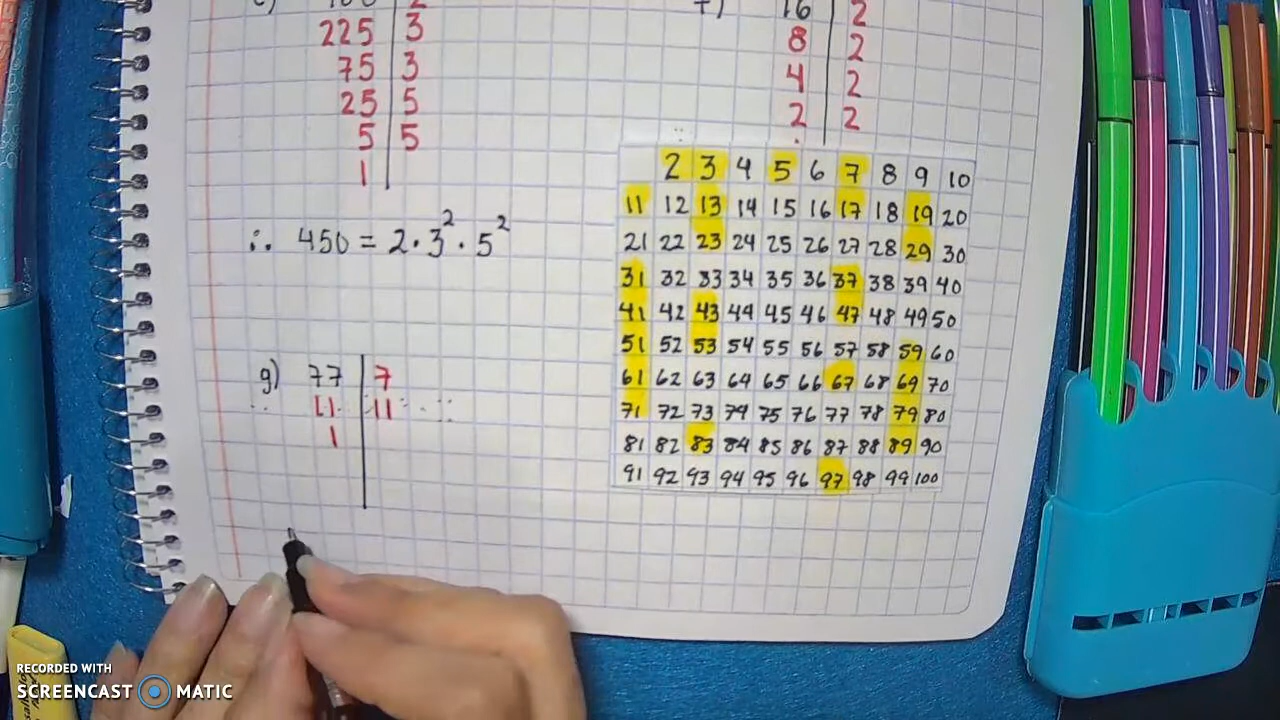 225 3
75 3
25 5
5 5
1
∴ 450 = 2·3²·5²
g) 77 7
11 11
1
16 2
8 2
4 2
2 2
2 3 4 5 6 7 8 9 10
11 12 13 14 15 16 17 18 19 20
21 22 23 24 25 26 27 28 29 30
31 32 33 34 35 36 37 38 39 40
41 42 43 44 45 46 47 48 49 50
51 52 53 54 55 56 57 58 59 60
61 62 63 64 65 66 67 68 69 70
71 72 73 74 75 76 77 78 79 80
81 82 83 84 85 86 87 88 89 90
91 92 93 94 95 96 97 98 99 100
RECORDED WITH
SCREENCAST MATIC